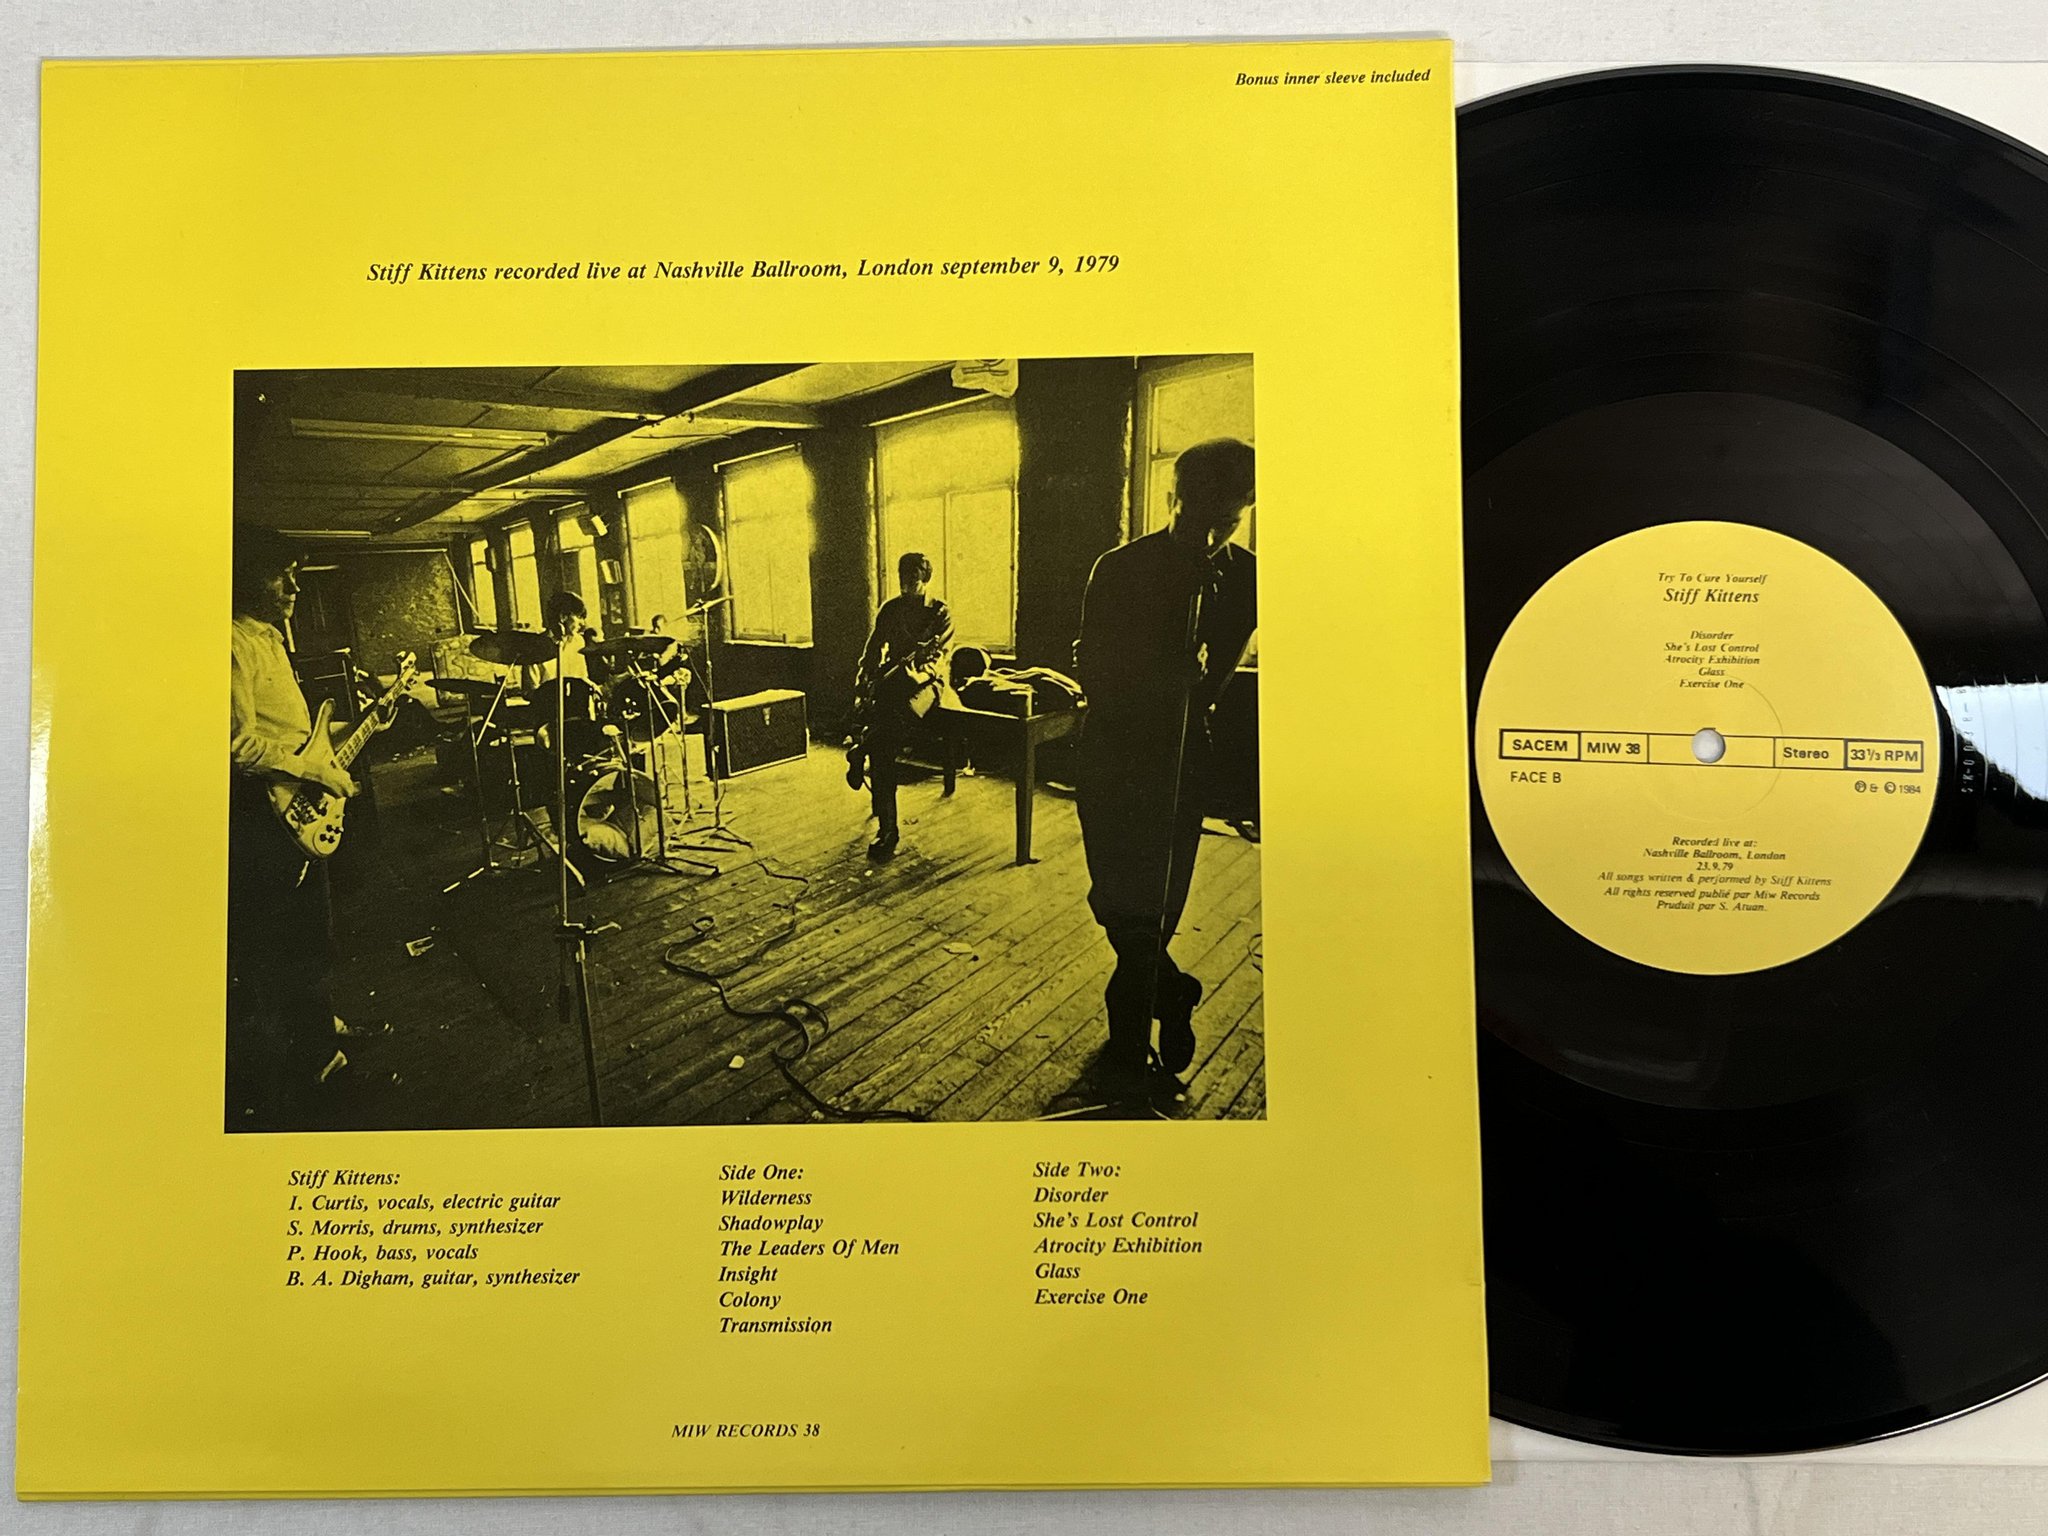 Bonus inner sleeve included
Stiff Kittens recorded live at Nashville Ballroom, London september 9, 1979
Stiff Kittens:
I. Curtis, vocals, electric guitar
S. Morris, drums, synthesizer
P. Hook, bass, vocals
B. A. Digham, guitar, synthesizer
Side One:
Wilderness
Shadowplay
The Leaders Of Men
Insight
Colony
Transmission
Side Two:
Disorder
She's Lost Control
Atrocity Exhibition
Glass
Exercise One
MIW RECORDS 38
Try To Cure Yourself
Stiff Kittens
Disorder
She's Lost Control
Atrocity Exhibition
Glass
Exercise One
SACEM MIW 38 Stereo 33⅓ RPM
FACE B
℗ & © 1984
Recorded live at:
Nashville Ballroom, London
23.9.79
All songs written & performed by Stiff Kittens
All rights reserved publié par Miw Records
Pruduit par S. Atuan.